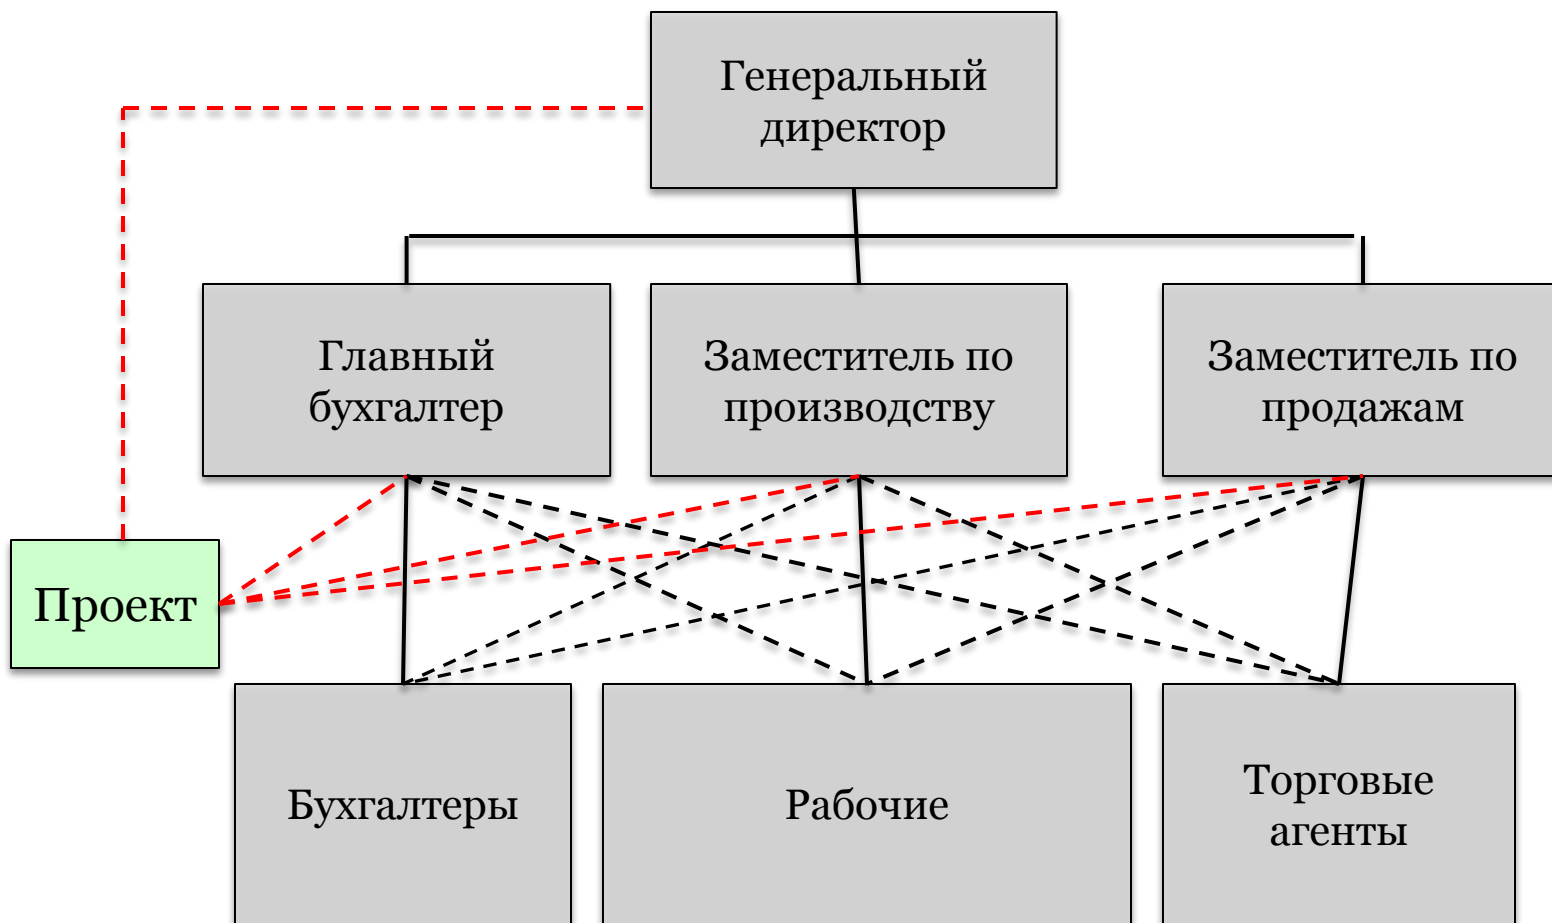 Генеральный
директор
Главный
бухгалтер
Заместитель по
производству
Заместитель по
продажам
Проект
Бухгалтеры
Рабочие
Торговые
агенты